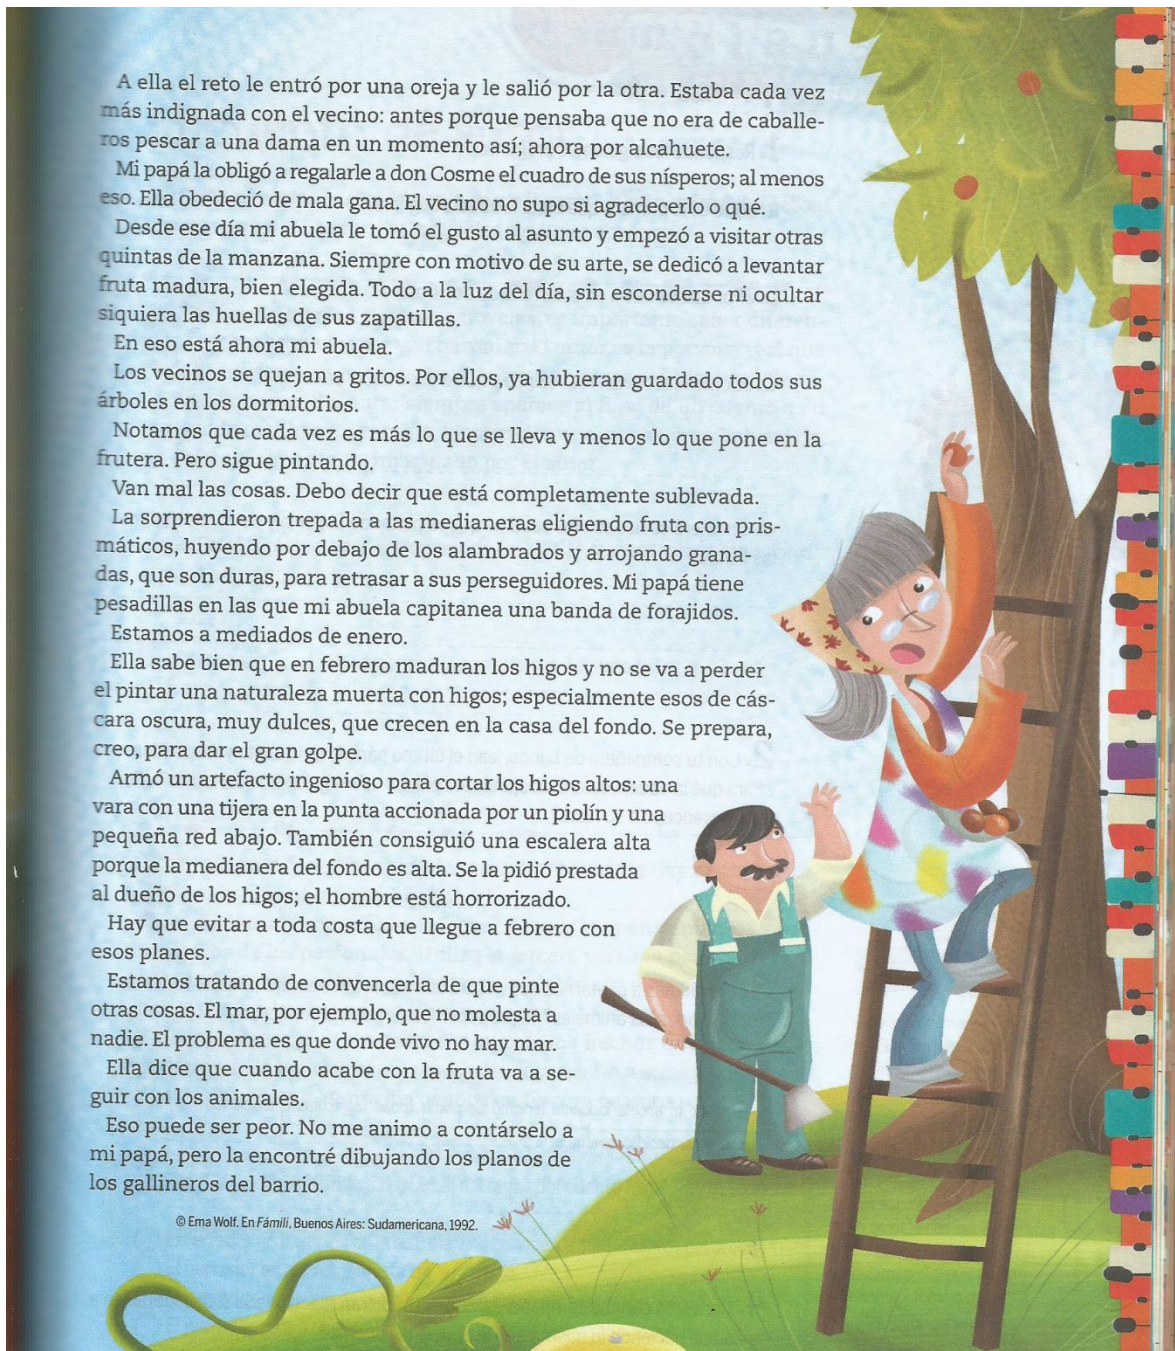 A ella el reto le entró por una oreja y le salió por la otra. Estaba cada vez
más indignada con el vecino: antes porque pensaba que no era de caballe-
ros pescar a una dama en un momento así; ahora por alcahuete.
Mi papá la obligó a regalarle a don Cosme el cuadro de sus nísperos; al menos
eso. Ella obedeció de mala gana. El vecino no supo si agradecerlo o qué.
Desde ese día mi abuela le tomó el gusto al asunto y empezó a visitar otras
quintas de la manzana. Siempre con motivo de su arte, se dedicó a levantar
fruta madura, bien elegida. Todo a la luz del día, sin esconderse ni ocultar
siquiera las huellas de sus zapatillas.
En eso está ahora mi abuela.
Los vecinos se quejan a gritos. Por ellos, ya hubieran guardado todos sus
árboles en los dormitorios.
Notamos que cada vez es más lo que se lleva y menos lo que pone en la
frutera. Pero sigue pintando.
Van mal las cosas. Debo decir que está completamente sublevada.
La sorprendieron trepada a las medianeras eligiendo fruta con pris-
máticos, huyendo por debajo de los alambrados y arrojando grana-
das, que son duras, para retrasar a sus perseguidores. Mi papá tiene
pesadillas en las que mi abuela capitanea una banda de forajidos.
Estamos a mediados de enero.
Ella sabe bien que en febrero maduran los higos y no se va a perder
el pintar una naturaleza muerta con higos; especialmente esos de cás-
cara oscura, muy dulces, que crecen en la casa del fondo. Se prepara,
creo, para dar el gran golpe.
Armó un artefacto ingenioso para cortar los higos altos: una
vara con una tijera en la punta accionada por un piolín y una
pequeña red abajo. También consiguió una escalera alta
porque la medianera del fondo es alta. Se la pidió prestada
al dueño de los higos; el hombre está horrorizado.
Hay que evitar a toda costa que llegue a febrero con
esos planes.
Estamos tratando de convencerla de que pinte
otras cosas. El mar, por ejemplo, que no molesta a
nadie. El problema es que donde vivo no hay mar.
Ella dice que cuando acabe con la fruta va a se-
guir con los animales.
Eso puede ser peor. No me animo a contárselo a
mi papá, pero la encontré dibujando los planos de
los gallineros del barrio.
© Ema Wolf. En Fámili, Buenos Aires: Sudamericana, 1992.